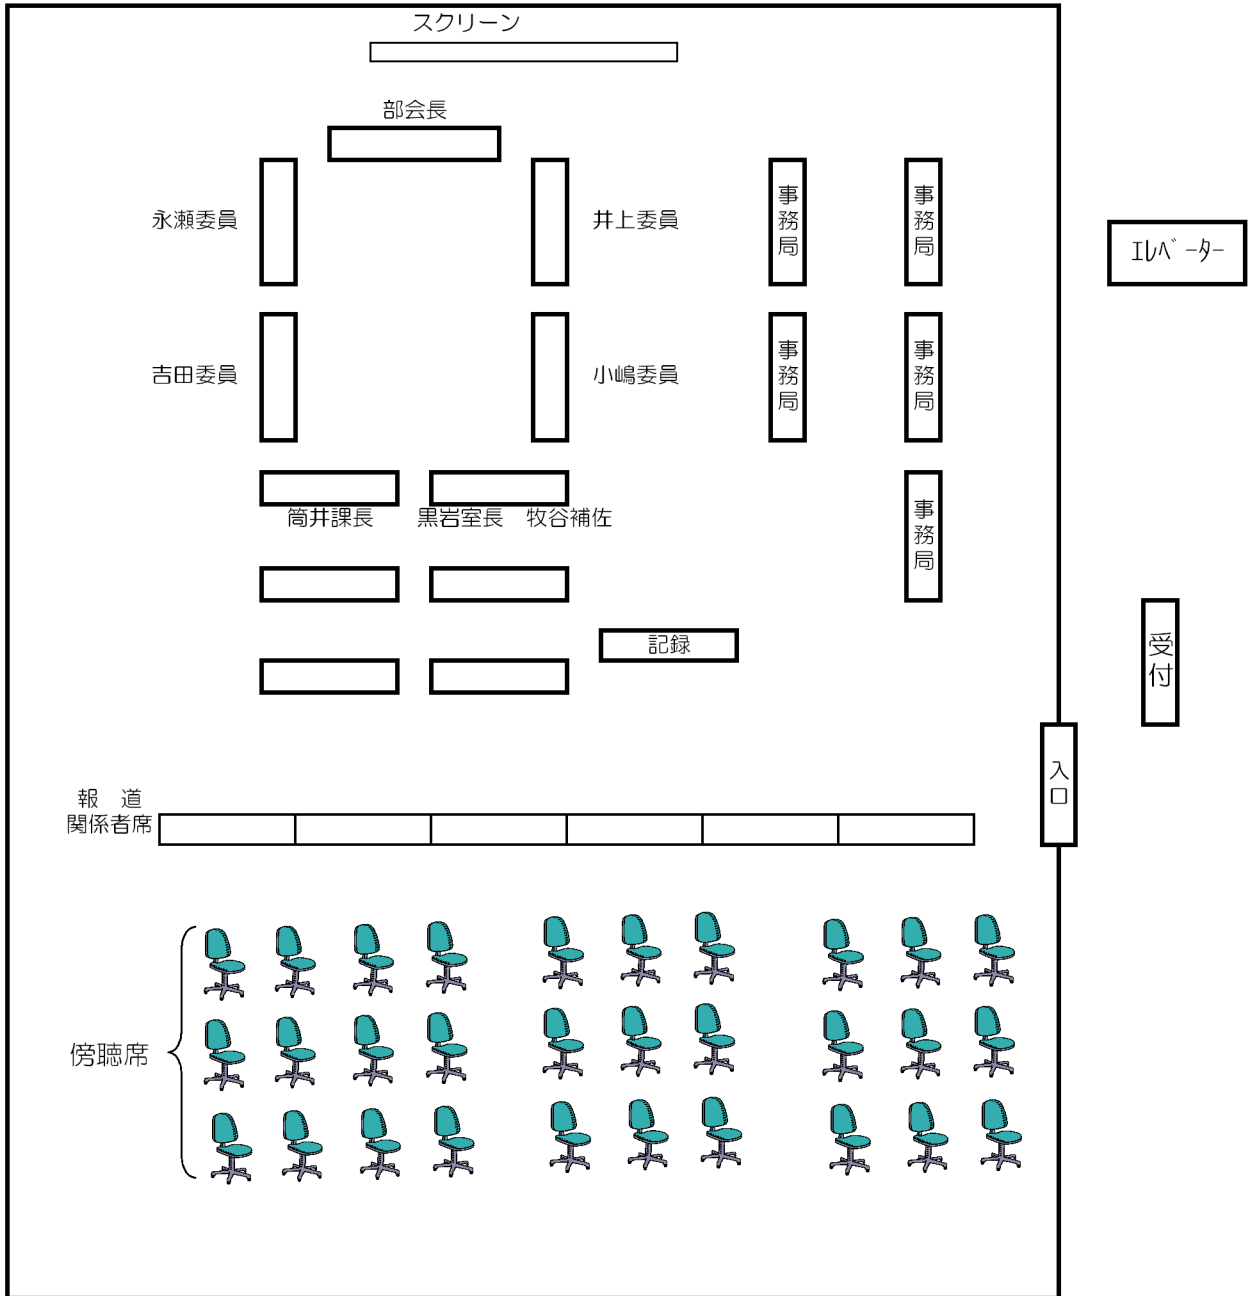 スクリーン
部会長
永瀬委員
井上委員
事務局
事務局
ｴﾚﾍﾞｰﾀｰ
吉田委員
小嶋委員
事務局
事務局
筒井課長
黒岩室長
牧谷補佐
事務局
記録
受付
入口
報　道
関係者席
傍聴席